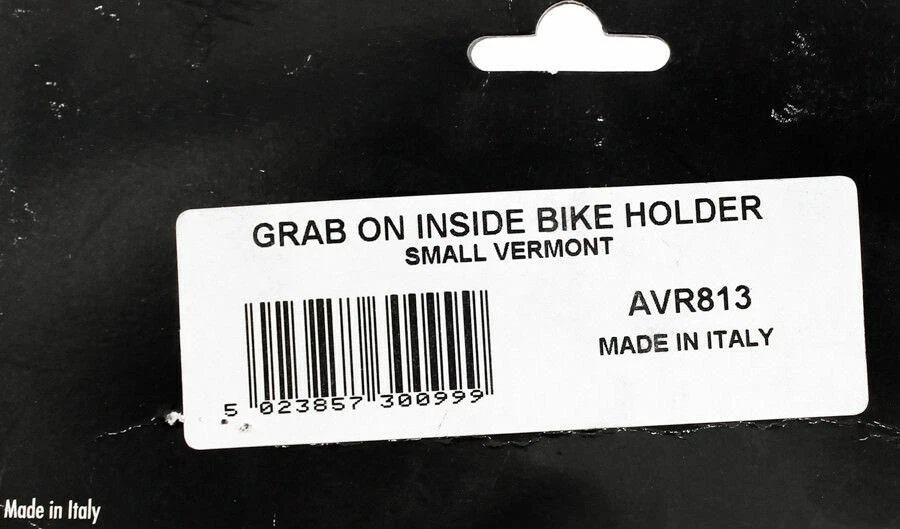 GRAB ON INSIDE BIKE HOLDER
SMALL VERMONT
AVR813
MADE IN ITALY
5 023857 300999
Made in Italy